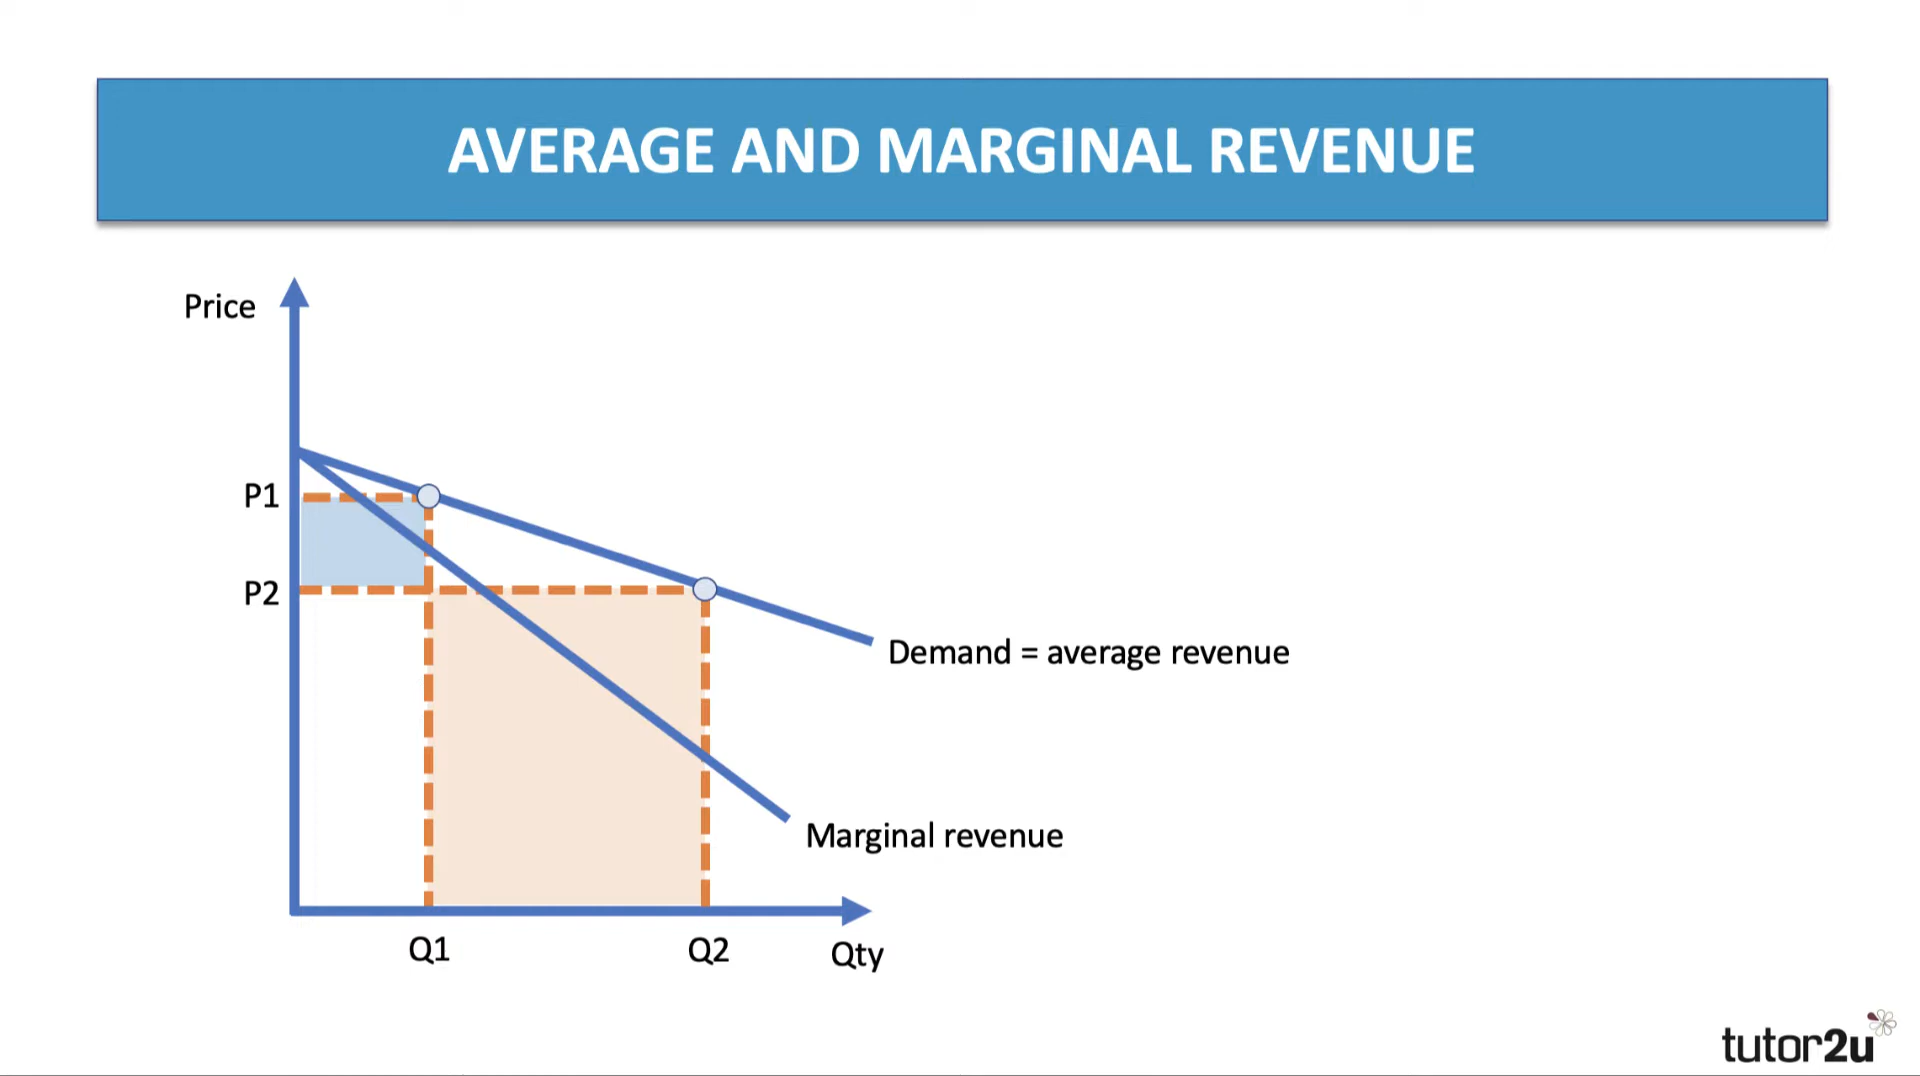 AVERAGE AND MARGINAL REVENUE
Price
P1
P2
Demand = average revenue
Marginal revenue
Q1
Q2
Qty
tutor2u